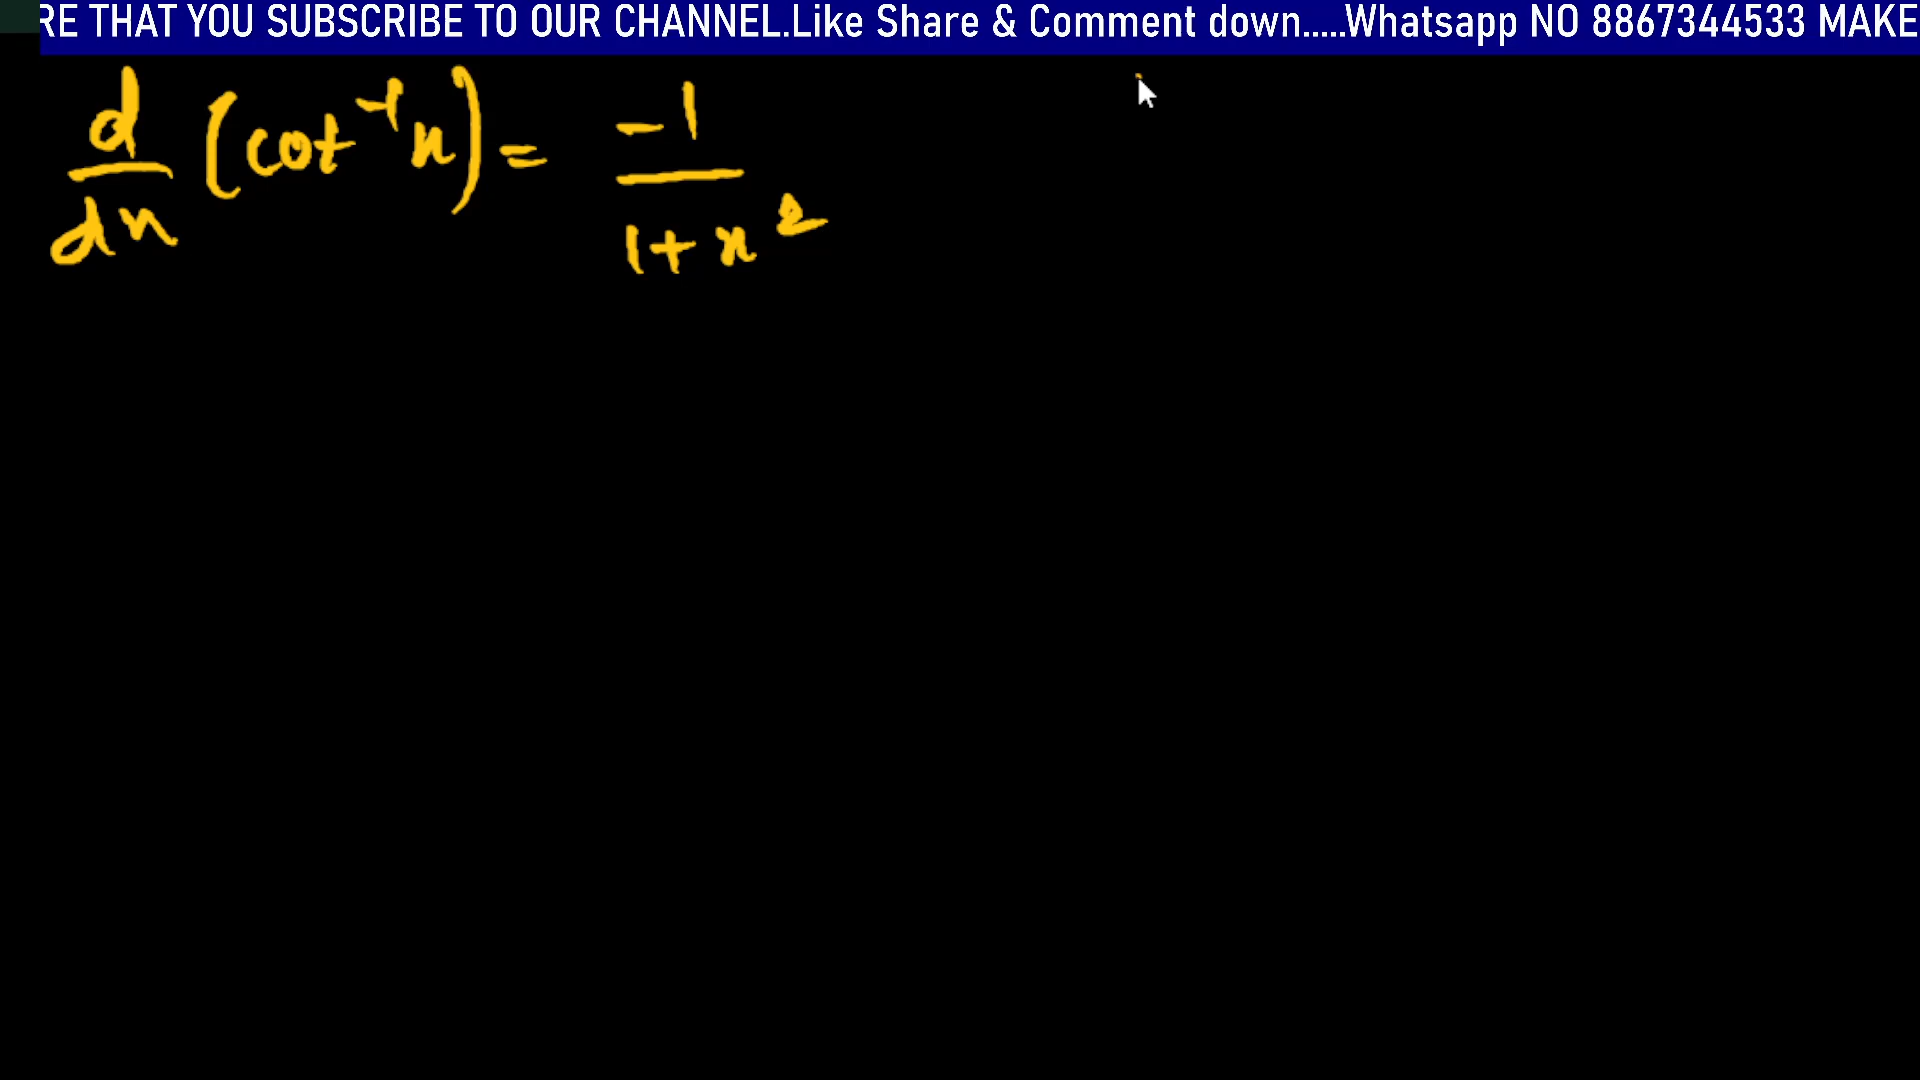 RE THAT YOU SUBSCRIBE TO OUR CHANNEL.Like Share & Comment down.....Whatsapp NO 8867344533 MAKE
d/dx (cot⁻¹x) = -1/(1+x²)